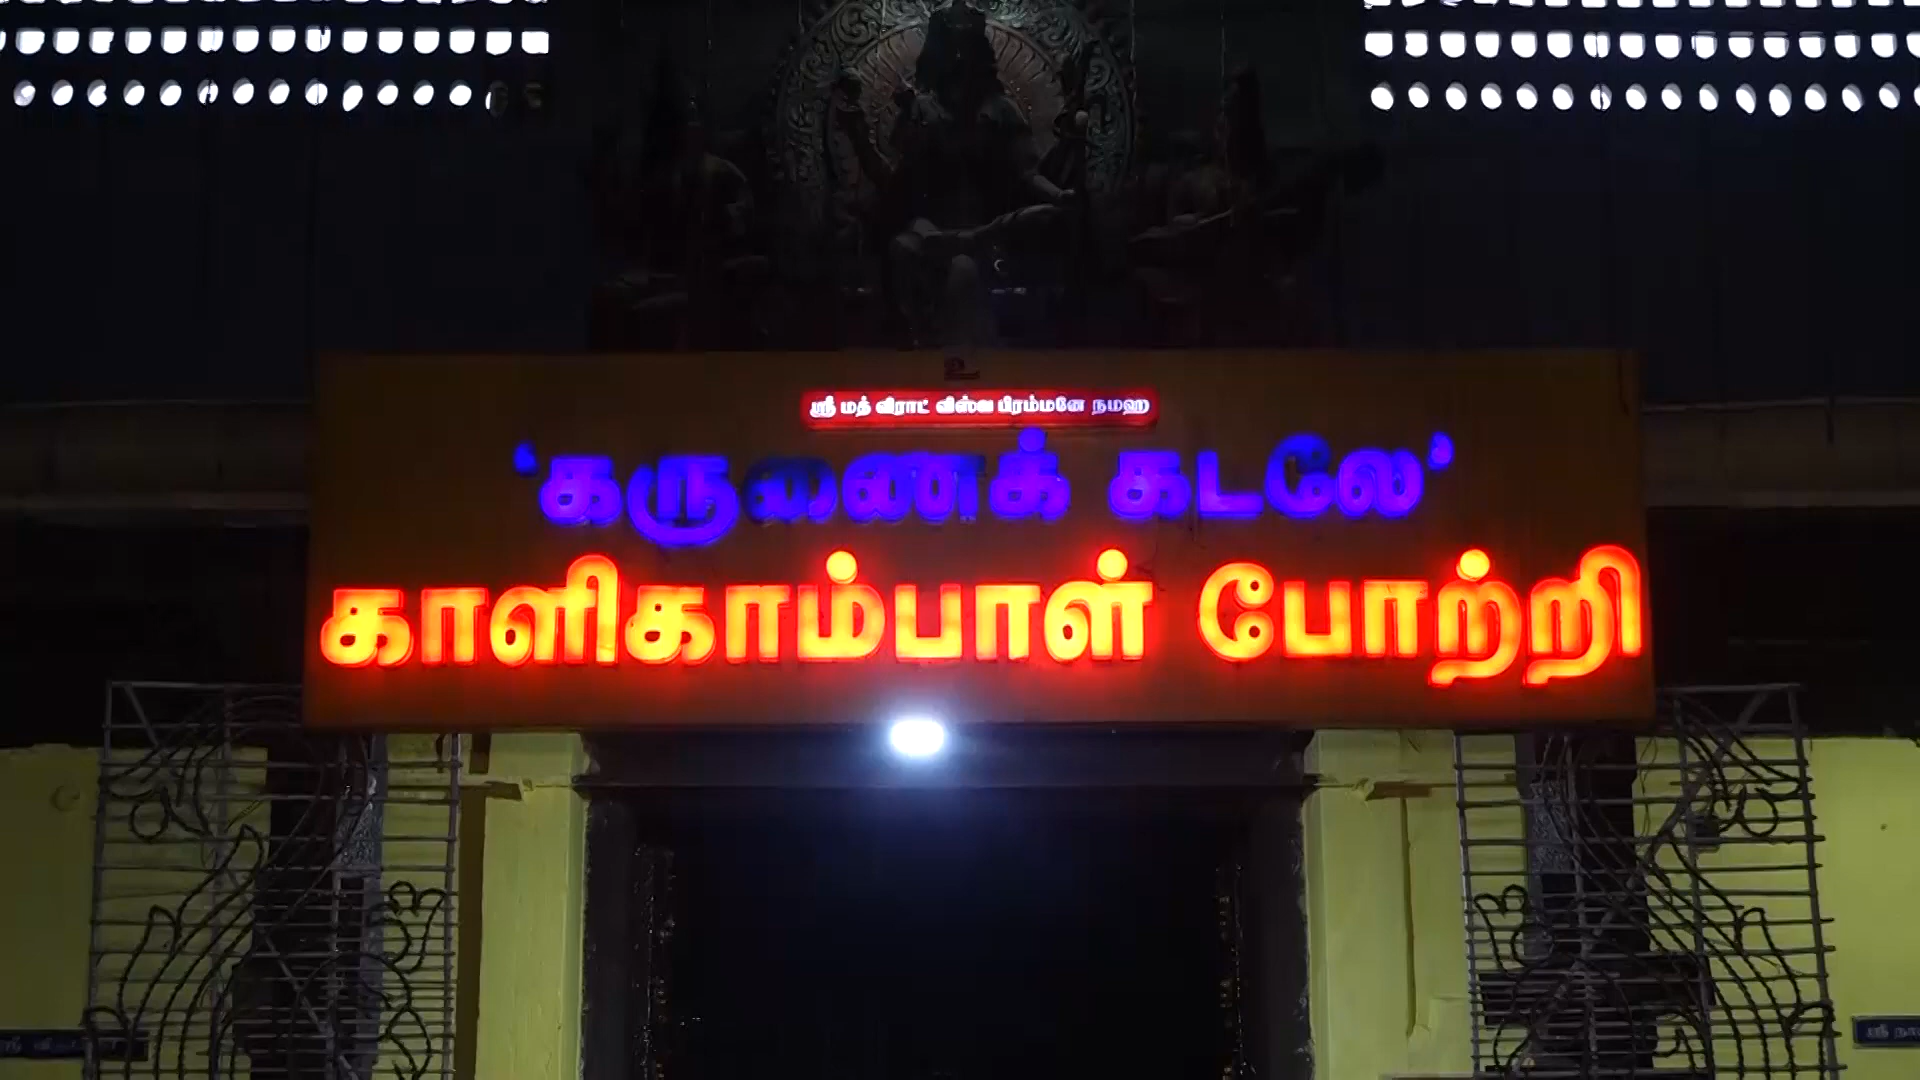 உ
ஸ்ரீ மத் விராட் விஸ்வ பிரம்மனே நமஹ
‘கருணைக் கடலே’
காளிகாம்பாள் போற்றி
ஸ்ரீ